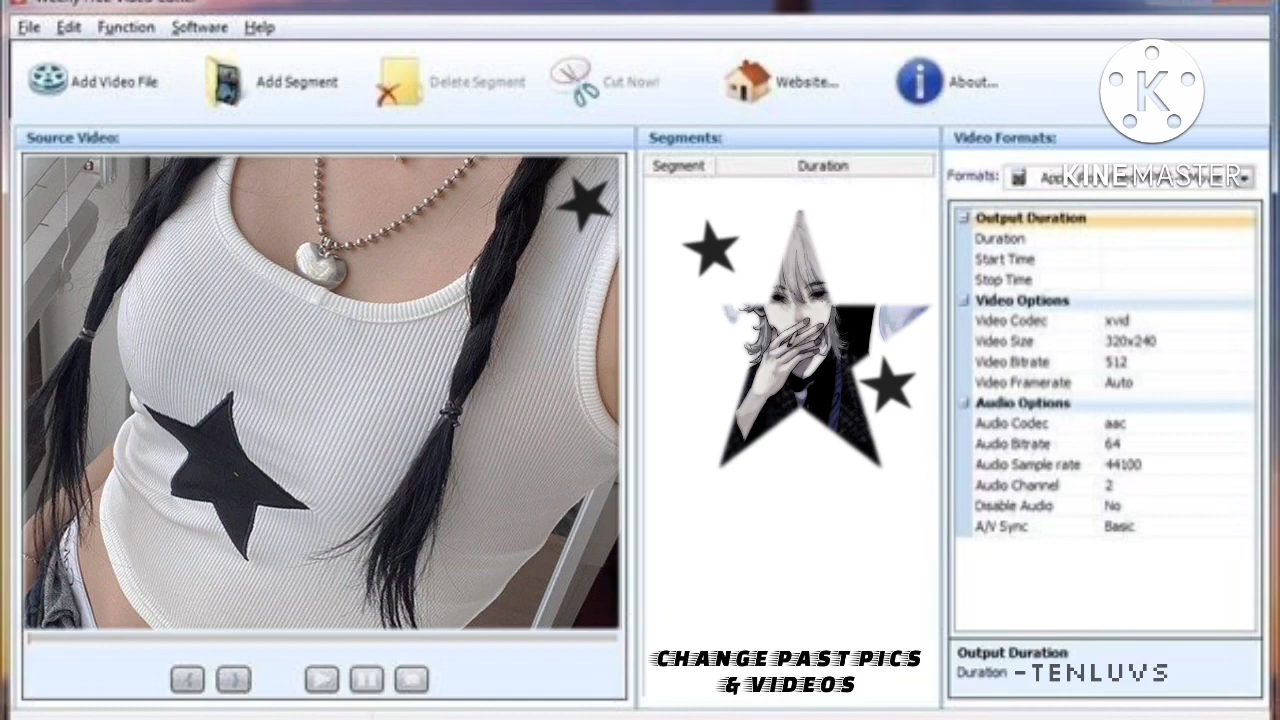 File Edit Function Software Help
Add Video File Add Segment Delete Segment Cut Now! Website... About...
K
KINEMASTER
Source Video: Segments: Video Formats:
Segment Duration
Formats:
Output Duration
Duration
Start Time
Stop Time
Video Options
Video Codec xvid
Video Size 320x240
Video Bitrate 512
Video Framerate Auto
Audio Options
Audio Codec aac
Audio Bitrate 64
Audio Sample rate 44100
Audio Channel 2
Disable Audio No
A/V Sync Basic
Output Duration
Duration
-TENLUVS
CHANGE PAST PICS
& VIDEOS